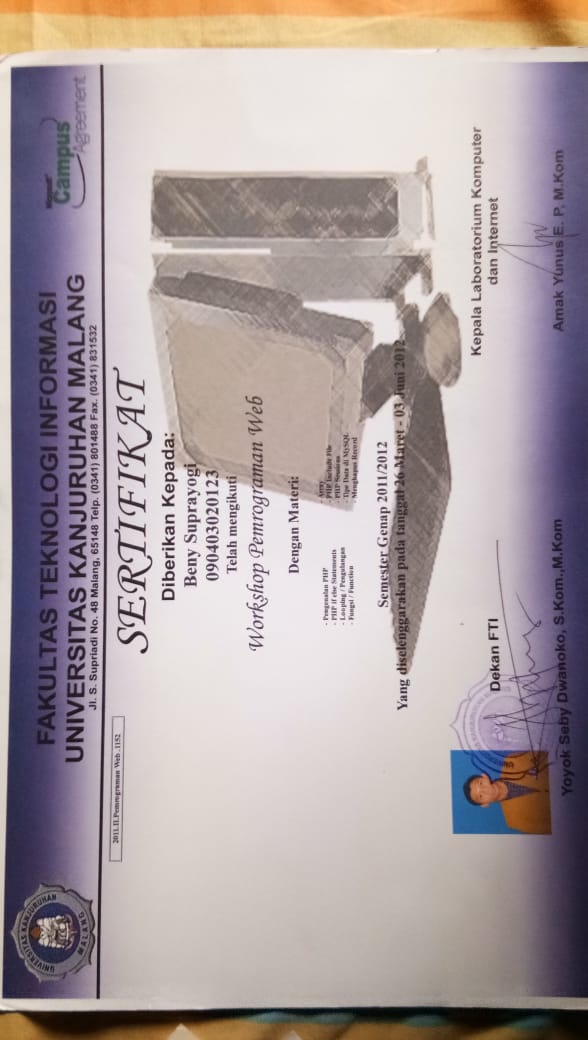 FAKULTAS TEKNOLOGI INFORMASI
UNIVERSITAS KANJURUHAN MALANG
Jl. S. Supriadi No. 48 Malang, 65148 Telp. (0341) 801488 Fax. (0341) 831532
UNIVERSITAS KANJURUHAN
MALANG
Campus
Agreement
2011.II.Pemrograman Web .1152
SERTIFIKAT
Diberikan Kepada:
Beny Suprayogi
090403020123
Telah mengikuti
Workshop Pemrograman Web
Dengan Materi:
- Pengenalan PHP
- PHP if else Statements
- Looping / Pengulangan
- Fungsi / Function
- Array
- PHP Include File
- PHP Sessions
- Tipe Data di MySQL
- Menghapus Record
Semester Genap 2011/2012
Yang diselenggarakan pada tanggal 26 Maret - 03 Juni 2012
Dekan FTI
Yoyok Seby Dwanoko, S.Kom.,M.Kom
Kepala Laboratorium Komputer
dan Internet
Amak Yunus E. P, M.Kom